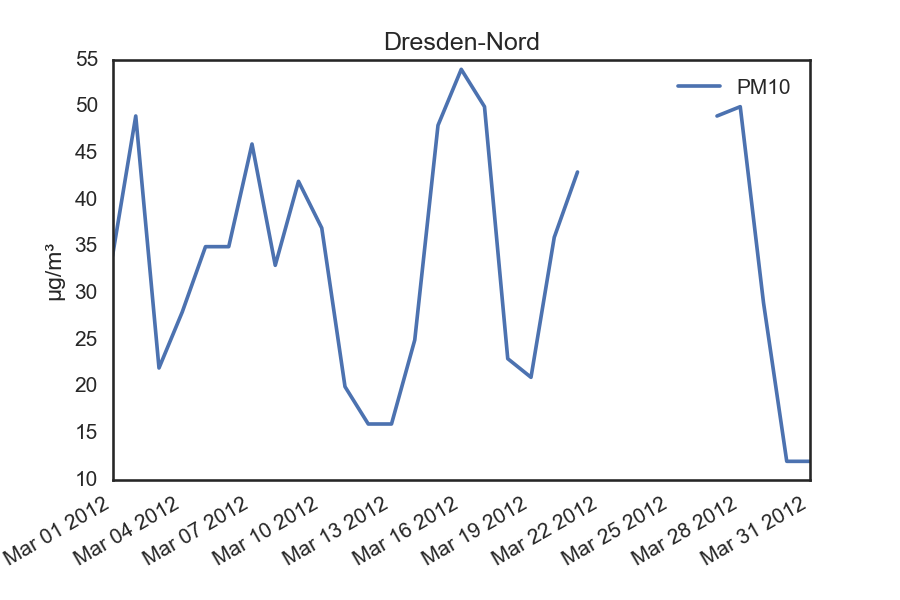 Dresden-Nord
PM10
µg/m³
55
50
45
40
35
30
25
20
15
10
Mar 01 2012
Mar 04 2012
Mar 07 2012
Mar 10 2012
Mar 13 2012
Mar 16 2012
Mar 19 2012
Mar 22 2012
Mar 25 2012
Mar 28 2012
Mar 31 2012